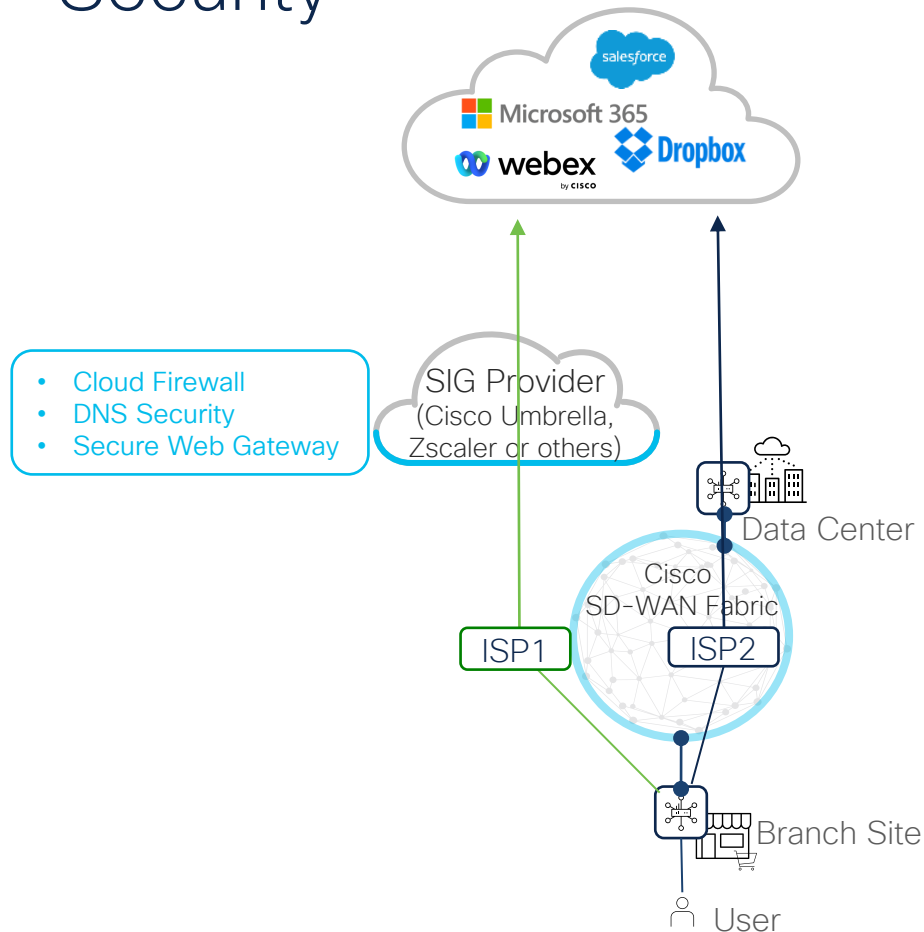 Security
salesforce
Microsoft 365
webex
by CISCO
Dropbox
• Cloud Firewall
• DNS Security
• Secure Web Gateway
SIG Provider
(Cisco Umbrella,
Zscaler or others)
Data Center
Cisco
SD-WAN Fabric
ISP1
ISP2
Branch Site
User